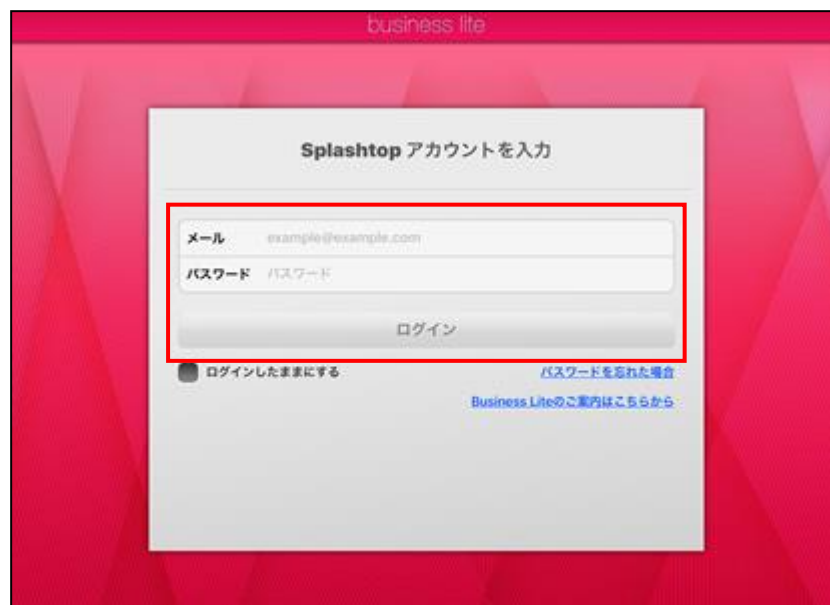 business lite
Splashtop アカウントを入力
メール example@example.com
パスワード パスワード
ログイン
ログインしたままにする パスワードを忘れた場合
Business Liteのご案内はこちらから